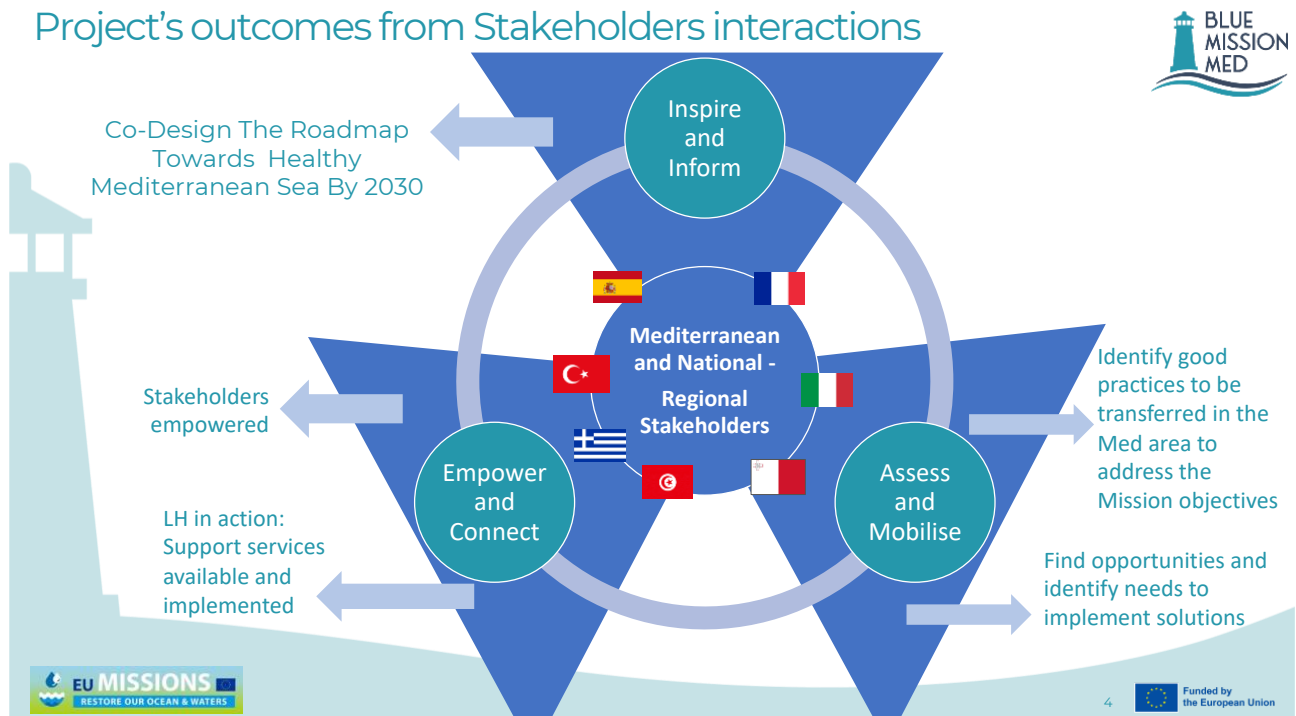 Project's outcomes from Stakeholders interactions
BLUE
MISSION
MED
Inspire
and
Inform
Co-Design The Roadmap
Towards Healthy
Mediterranean Sea By 2030
Mediterranean
and National -
Regional
Stakeholders
Stakeholders
empowered
Empower
and
Connect
LH in action:
Support services
available and
implemented
Assess
and
Mobilise
Identify good
practices to be
transferred in the
Med area to
address the
Mission objectives
Find opportunities and
identify needs to
implement solutions
EU MISSIONS
RESTORE OUR OCEAN & WATERS
4
Funded by
the European Union